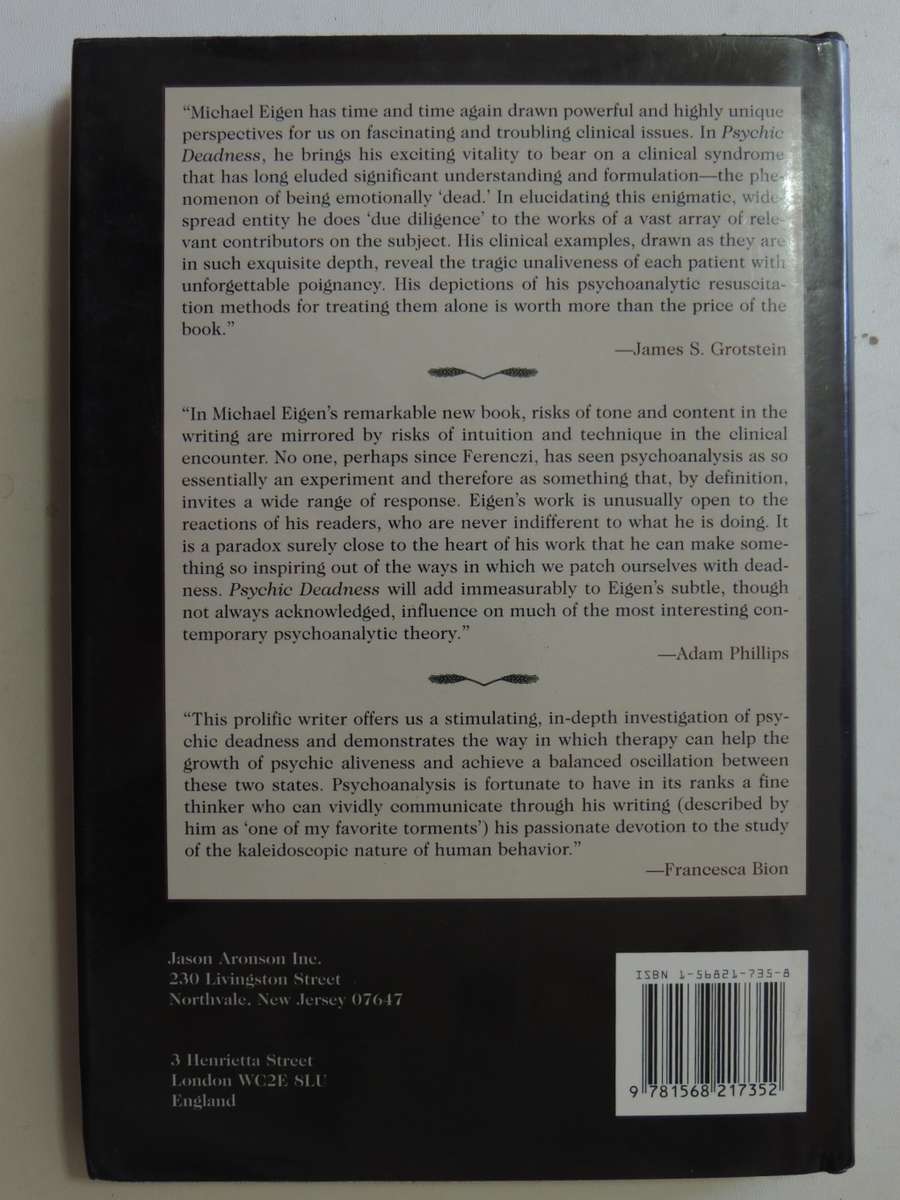 “Michael Eigen has time and time again drawn powerful and highly unique
perspectives for us on fascinating and troubling clinical issues. In Psychic
Deadness, he brings his exciting vitality to bear on a clinical syndrome
that has long eluded significant understanding and formulation—the phe-
nomenon of being emotionally ‘dead.’ In elucidating this enigmatic, wide-
spread entity he does ‘due diligence’ to the works of a vast array of rele-
vant contributors on the subject. His clinical examples, drawn as they are
in such exquisite depth, reveal the tragic unaliveness of each patient with
unforgettable poignancy. His depictions of his psychoanalytic resuscita-
tion methods for treating them alone is worth more than the price of the
book.”
—James S. Grotstein
“In Michael Eigen’s remarkable new book, risks of tone and content in the
writing are mirrored by risks of intuition and technique in the clinical
encounter. No one, perhaps since Ferenczi, has seen psychoanalysis as so
essentially an experiment and therefore as something that, by definition,
invites a wide range of response. Eigen’s work is unusually open to the
reactions of his readers, who are never indifferent to what he is doing. It
is a paradox surely close to the heart of his work that he can make some-
thing so inspiring out of the ways in which we patch ourselves with dead-
ness. Psychic Deadness will add immeasurably to Eigen’s subtle, though
not always acknowledged, influence on much of the most interesting con-
temporary psychoanalytic theory.”
—Adam Phillips
“This prolific writer offers us a stimulating, in-depth investigation of psy-
chic deadness and demonstrates the way in which therapy can help the
growth of psychic aliveness and achieve a balanced oscillation between
these two states. Psychoanalysis is fortunate to have in its ranks a fine
thinker who can vividly communicate through his writing (described by
him as ‘one of my favorite torments’) his passionate devotion to the study
of the kaleidoscopic nature of human behavior.”
—Francesca Bion
Jason Aronson Inc.
230 Livingston Street
Northvale, New Jersey 07647
3 Henrietta Street
London WC2E 8LU
England
ISBN 1-56821-735-8
9 781568 217352